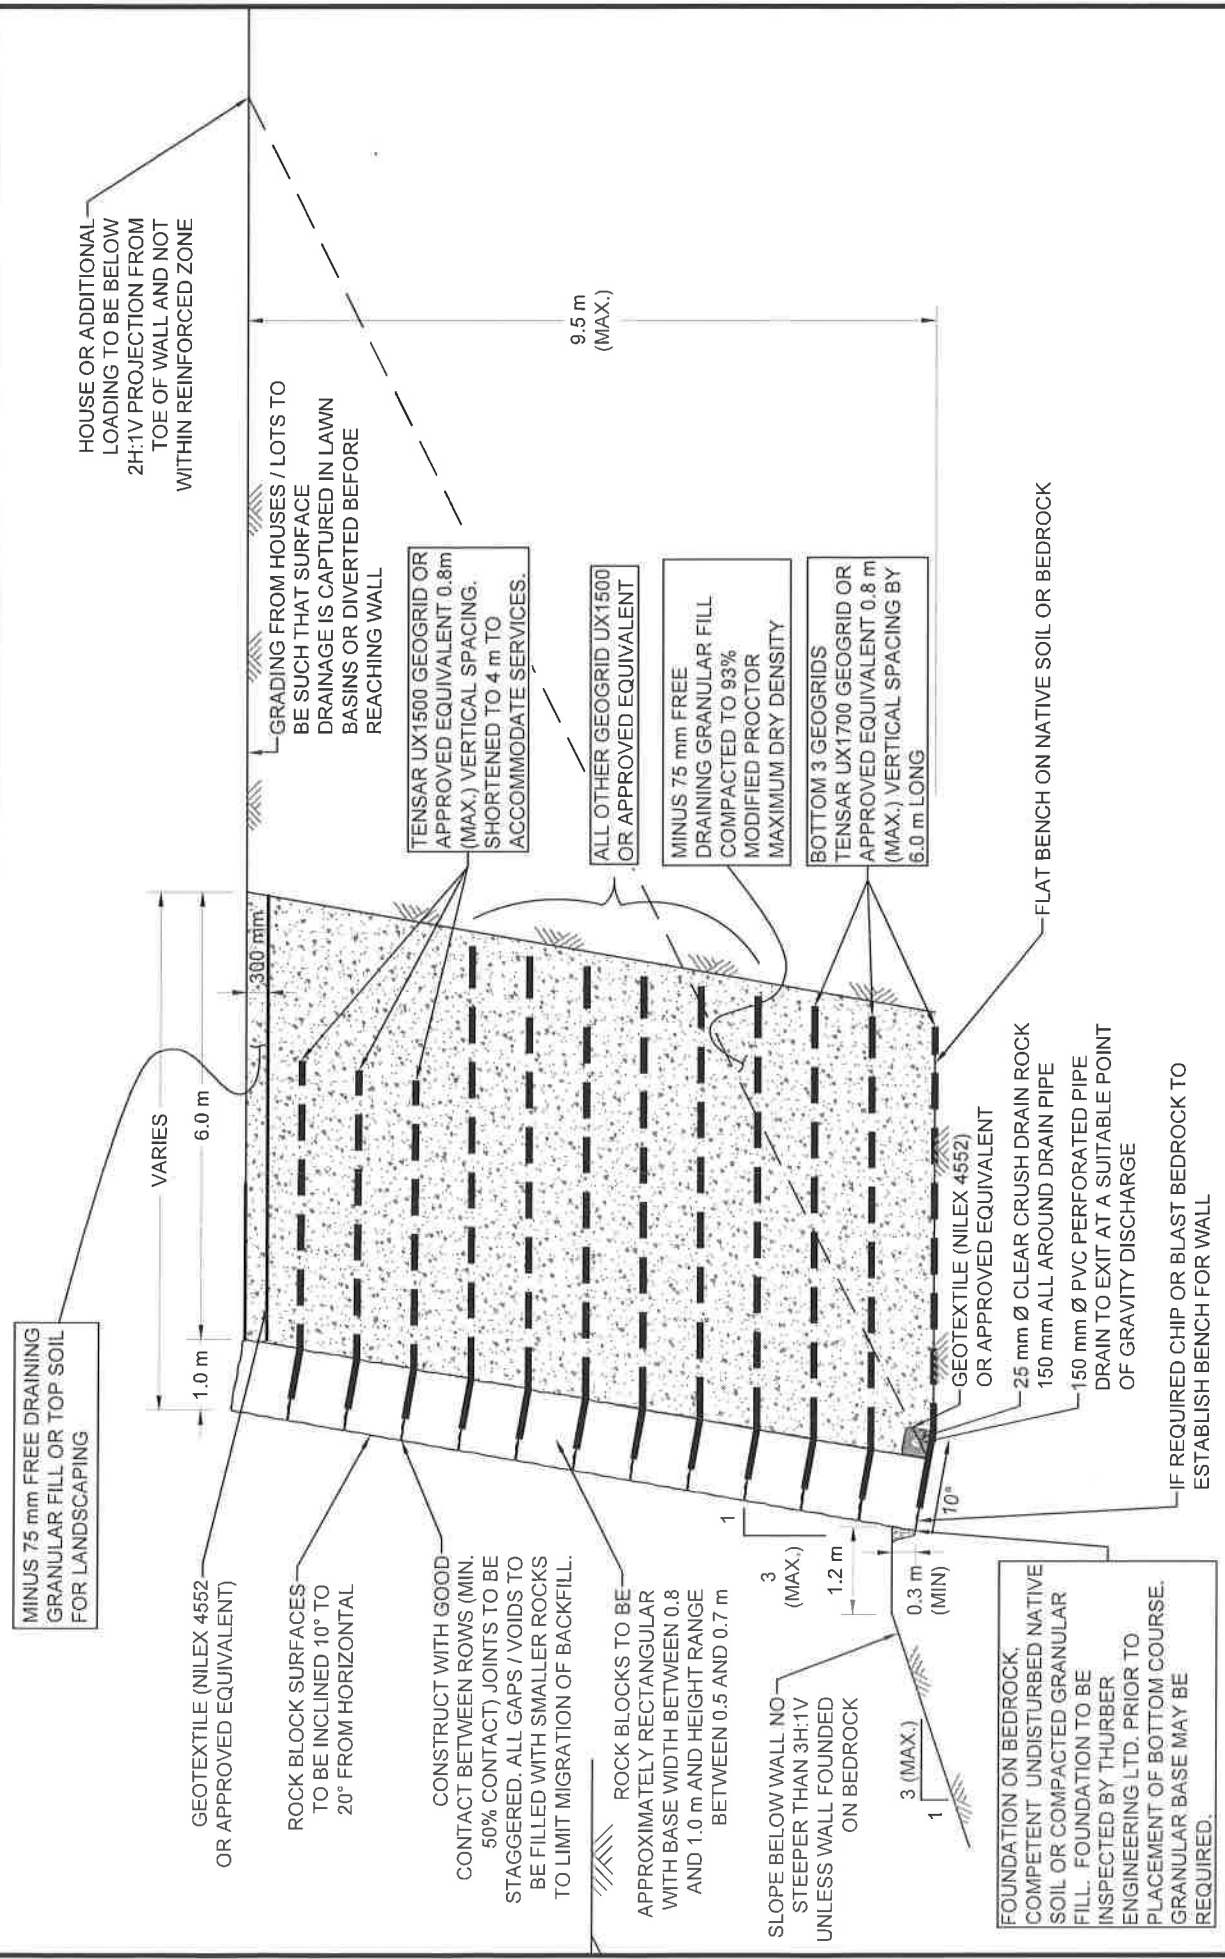 MINUS 75 mm FREE DRAINING
GRANULAR FILL OR TOP SOIL
FOR LANDSCAPING
GEOTEXTILE (NILEX 4552
OR APPROVED EQUIVALENT)
ROCK BLOCK SURFACES
TO BE INCLINED 10° TO
20° FROM HORIZONTAL
CONSTRUCT WITH GOOD
CONTACT BETWEEN ROWS (MIN.
50% CONTACT) JOINTS TO BE
STAGGERED. ALL GAPS / VOIDS TO
BE FILLED WITH SMALLER ROCKS
TO LIMIT MIGRATION OF BACKFILL.
ROCK BLOCKS TO BE
APPROXIMATELY RECTANGULAR
WITH BASE WIDTH BETWEEN 0.8
AND 1.0 m AND HEIGHT RANGE
BETWEEN 0.5 AND 0.7 m
SLOPE BELOW WALL NO
STEEPER THAN 3H:1V
UNLESS WALL FOUNDED
ON BEDROCK
3 (MAX.)
1
FOUNDATION ON BEDROCK,
COMPETENT UNDISTURBED NATIVE
SOIL OR COMPACTED GRANULAR
FILL. FOUNDATION TO BE
INSPECTED BY THURBER
ENGINEERING LTD. PRIOR TO
PLACEMENT OF BOTTOM COURSE.
GRANULAR BASE MAY BE
REQUIRED.
VARIES
1.0 m
6.0 m
300 mm
1
3
(MAX.)
1.2 m
0.3 m
(MIN)
10°
HOUSE OR ADDITIONAL
LOADING TO BE BELOW
2H:1V PROJECTION FROM
TOE OF WALL AND NOT
WITHIN REINFORCED ZONE
GRADING FROM HOUSES / LOTS TO
BE SUCH THAT SURFACE
DRAINAGE IS CAPTURED IN LAWN
BASINS OR DIVERTED BEFORE
REACHING WALL
9.5 m
(MAX.)
TENSAR UX1500 GEOGRID OR
APPROVED EQUIVALENT 0.8m
(MAX.) VERTICAL SPACING.
SHORTENED TO 4 m TO
ACCOMMODATE SERVICES.
ALL OTHER GEOGRID UX1500
OR APPROVED EQUIVALENT
MINUS 75 mm FREE
DRAINING GRANULAR FILL
COMPACTED TO 93%
MODIFIED PROCTOR
MAXIMUM DRY DENSITY
BOTTOM 3 GEOGRIDS
TENSAR UX1700 GEOGRID OR
APPROVED EQUIVALENT 0.8 m
(MAX.) VERTICAL SPACING BY
6.0 m LONG
FLAT BENCH ON NATIVE SOIL OR BEDROCK
GEOTEXTILE (NILEX 4552)
OR APPROVED EQUIVALENT
25 mm Ø CLEAR CRUSH DRAIN ROCK
150 mm ALL AROUND DRAIN PIPE
150 mm Ø PVC PERFORATED PIPE
DRAIN TO EXIT AT A SUITABLE POINT
OF GRAVITY DISCHARGE
IF REQUIRED CHIP OR BLAST BEDROCK TO
ESTABLISH BENCH FOR WALL